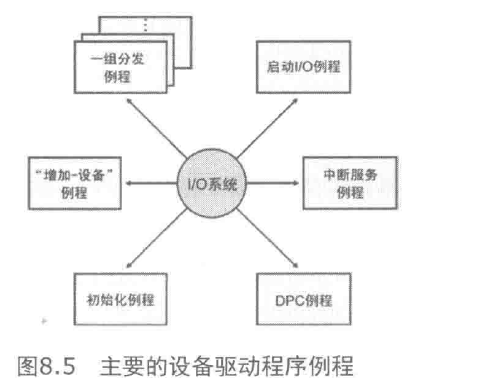 一组分发
例程
启动I/O例程
“增加-设备”
例程
I/O系统
中断服务
例程
初始化例程
DPC例程
图8.5 主要的设备驱动程序例程